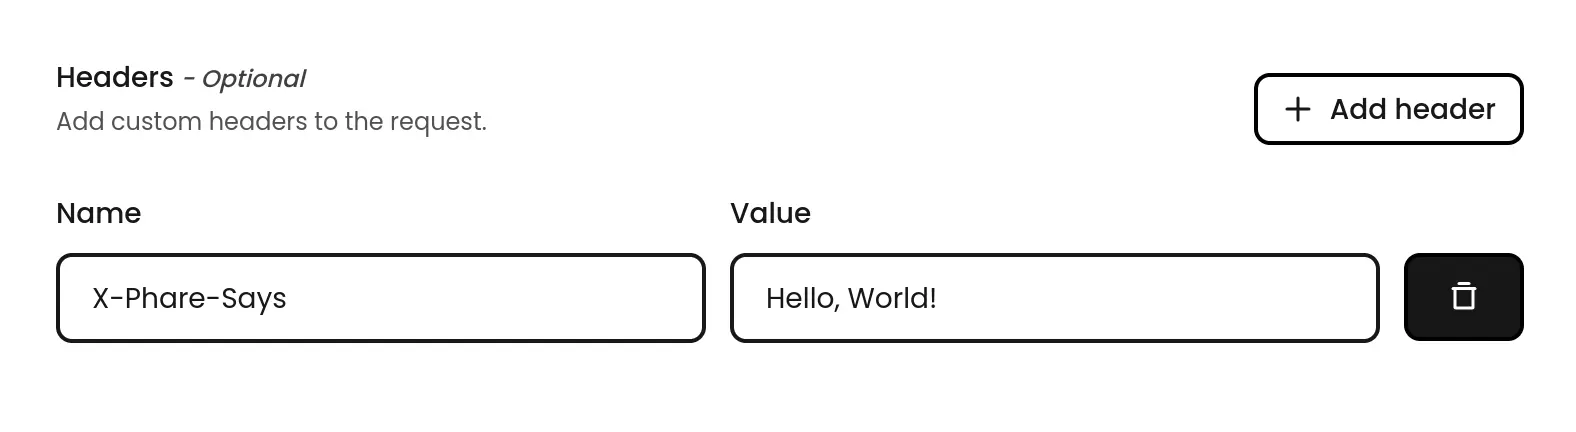 Headers - Optional
Add custom headers to the request.
Add header
Name
Value
X-Phare-Says
Hello, World!